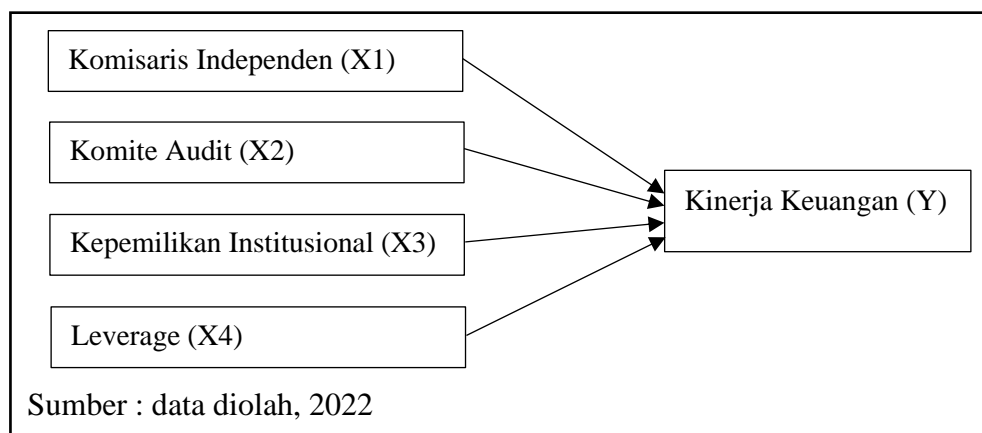 Komisaris Independen (X1)
Komite Audit (X2)
Kinerja Keuangan (Y)
Kepemilikan Institusional (X3)
Leverage (X4)
Sumber : data diolah, 2022